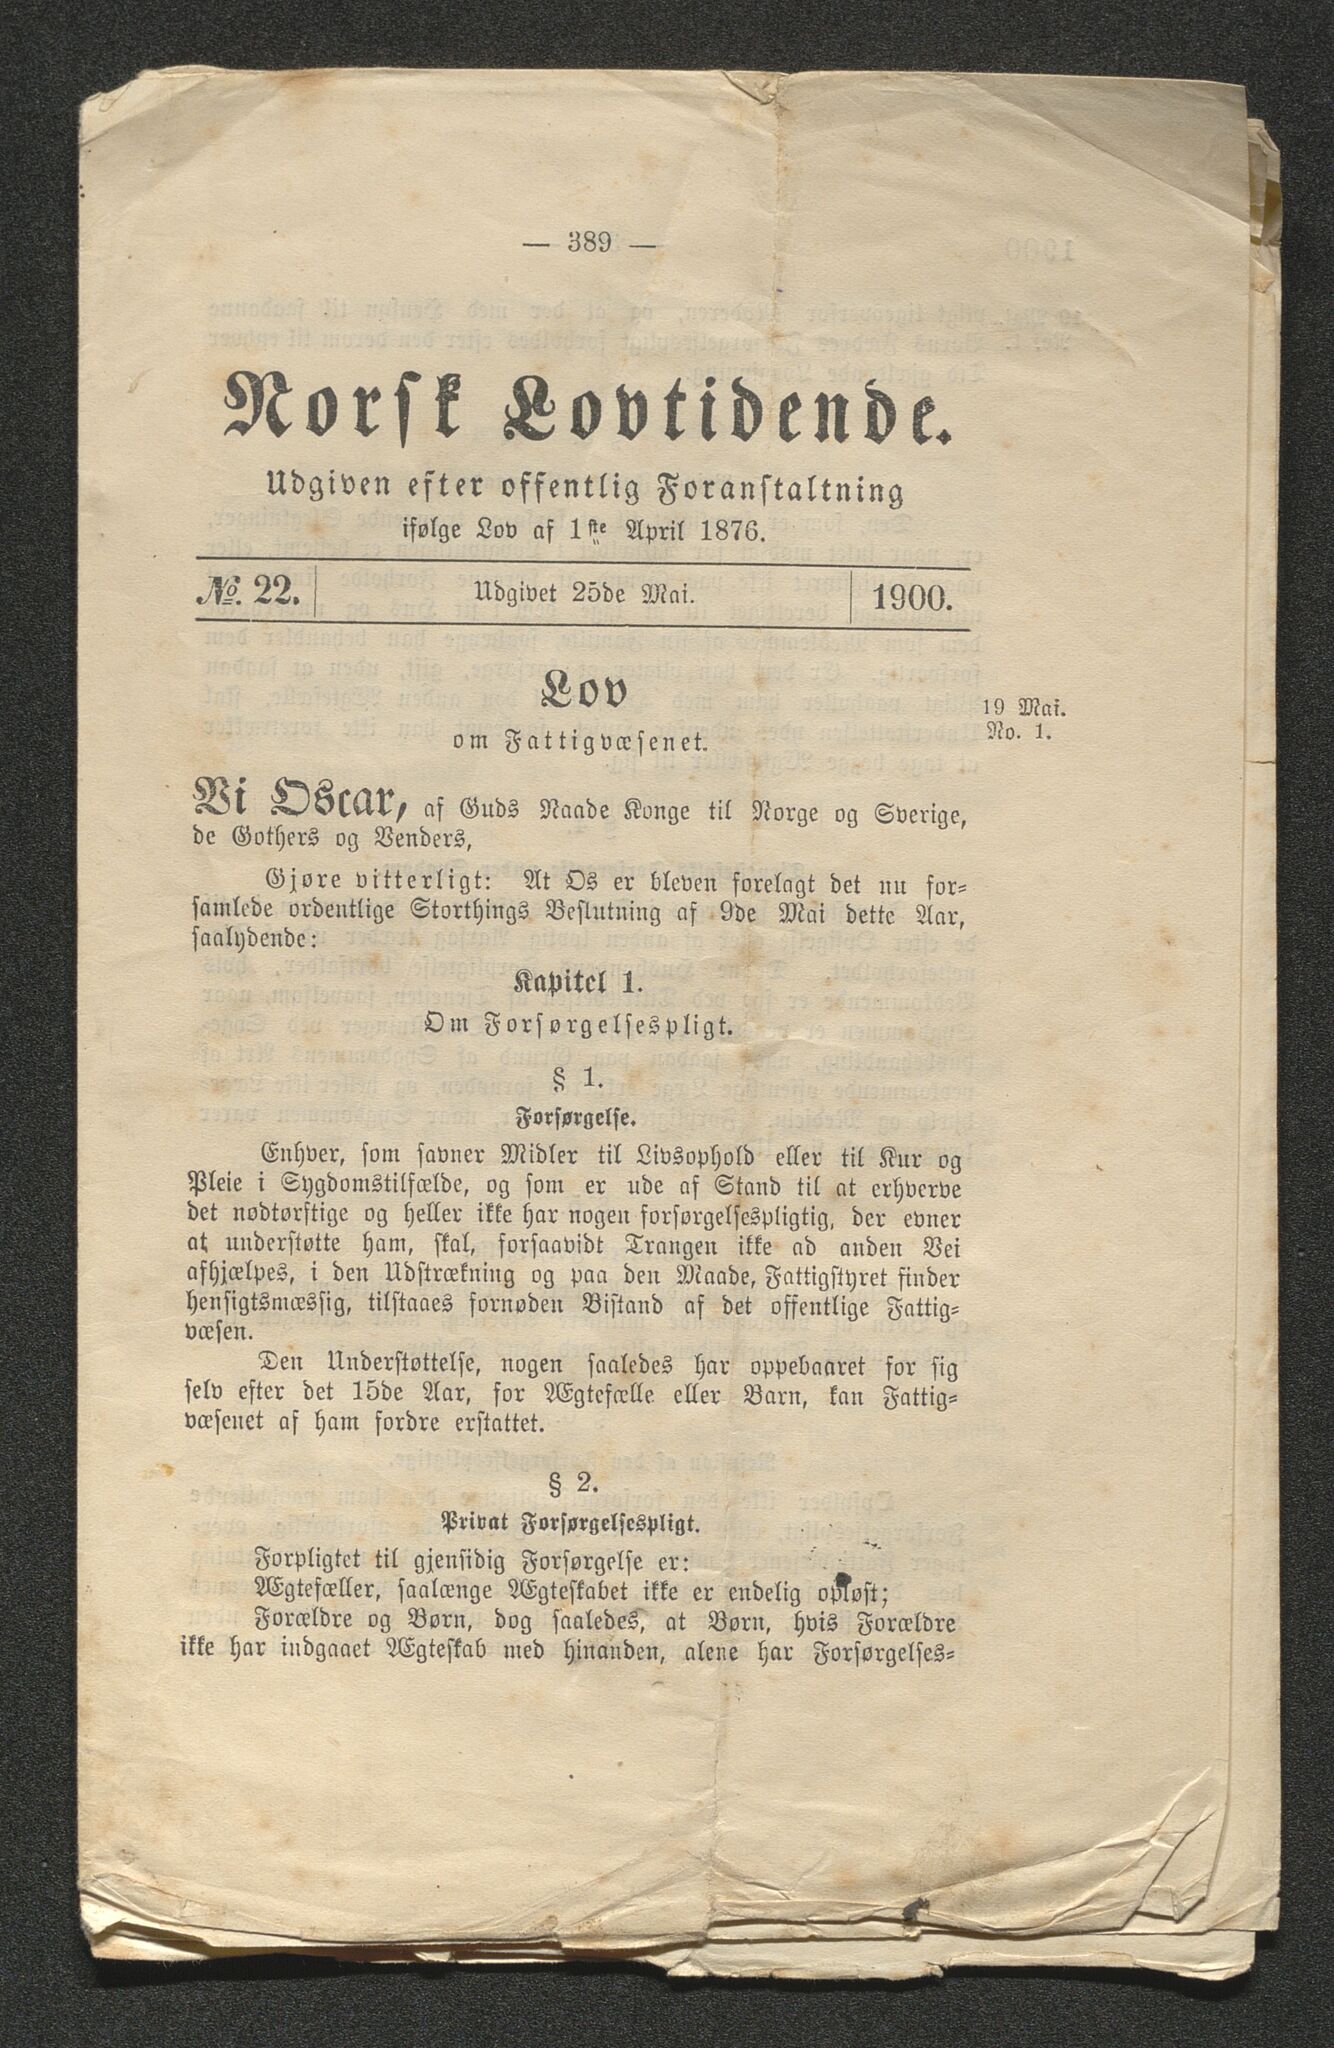 — 389 —
Norsk Lovtidende.
Udgiven efter offentlig Foranstaltning
ifølge Lov af 1ste April 1876.
No. 22. Udgivet 25de Mai. 1900.
Lov
om Fattigvæsenet.
19 Mai.
No. 1.
Vi Oscar, af Guds Naade Konge til Norge og Sverige,
de Gothers og Venders,
Gjøre vitterligt: At Os er bleven forelagt det nu for-
samlede ordentlige Storthings Beslutning af 9de Mai dette Aar,
saalydende:
Kapitel 1.
Om Forsørgelsespligt.
§ 1.
Forsørgelse.
Enhver, som savner Midler til Livsophold eller til Kur og
Pleie i Sygdomstilfælde, og som er ude af Stand til at erhverve
det nødtørftige og heller ikke har nogen forsørgelsespligtig, der evner
at understøtte ham, skal, forsaavidt Trangen ikke ad anden Vei
afhjælpes, i den Udstrækning og paa den Maade, Fattigstyret finder
hensigtsmæssig, tilstaaes fornøden Bistand af det offentlige Fattig-
væsen.
Den Understøttelse, nogen saaledes har oppebaaret for sig
selv efter det 15de Aar, for Ægtefælle eller Barn, kan Fattig-
væsenet af ham fordre erstattet.
§ 2.
Privat Forsørgelsespligt.
Forpligtet til gjensidig Forsørgelse er:
Ægtefæller, saalænge Ægteskabet ikke er endelig opløst;
Forældre og Børn, dog saaledes, at Børn, hvis Forældre
ikke har indgaaet Ægteskab med hinanden, alene har Forsørgelses-